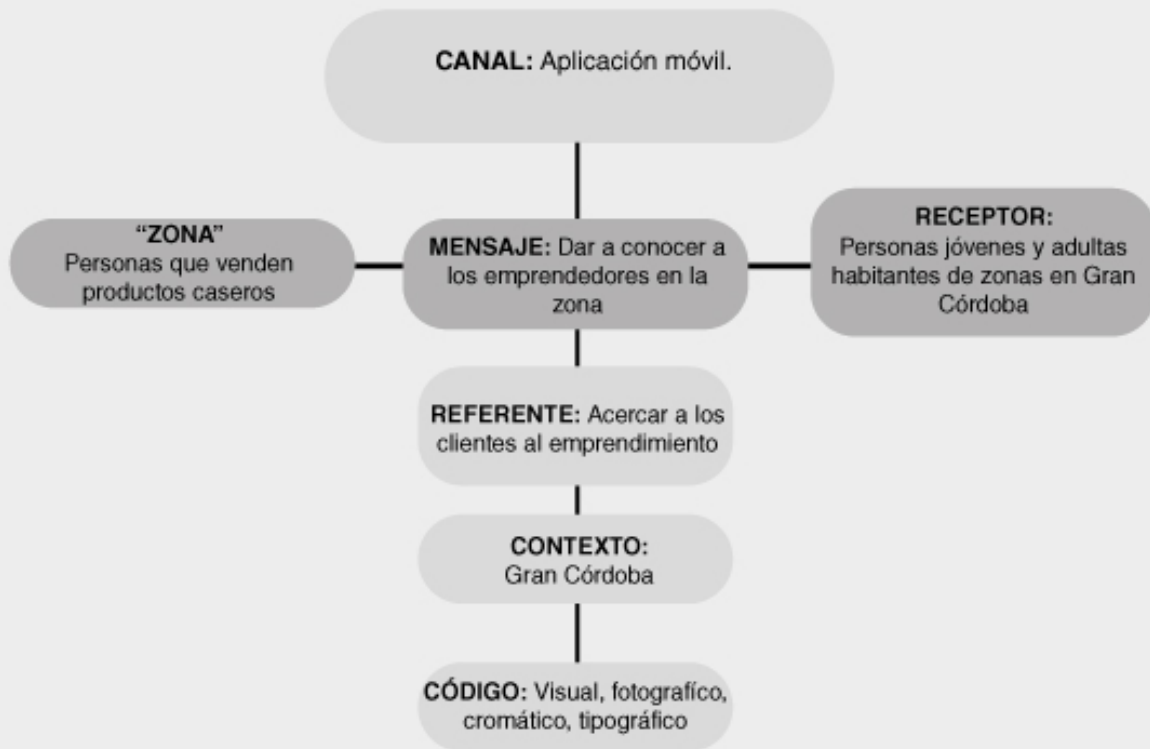 CANAL: Aplicación móvil.
“ZONA”
Personas que venden
productos caseros
MENSAJE: Dar a conocer a
los emprendedores en la
zona
RECEPTOR:
Personas jóvenes y adultas
habitantes de zonas en Gran
Córdoba
REFERENTE: Acercar a los
clientes al emprendimiento
CONTEXTO:
Gran Córdoba
CÓDIGO: Visual, fotografíco,
cromático, tipográfico